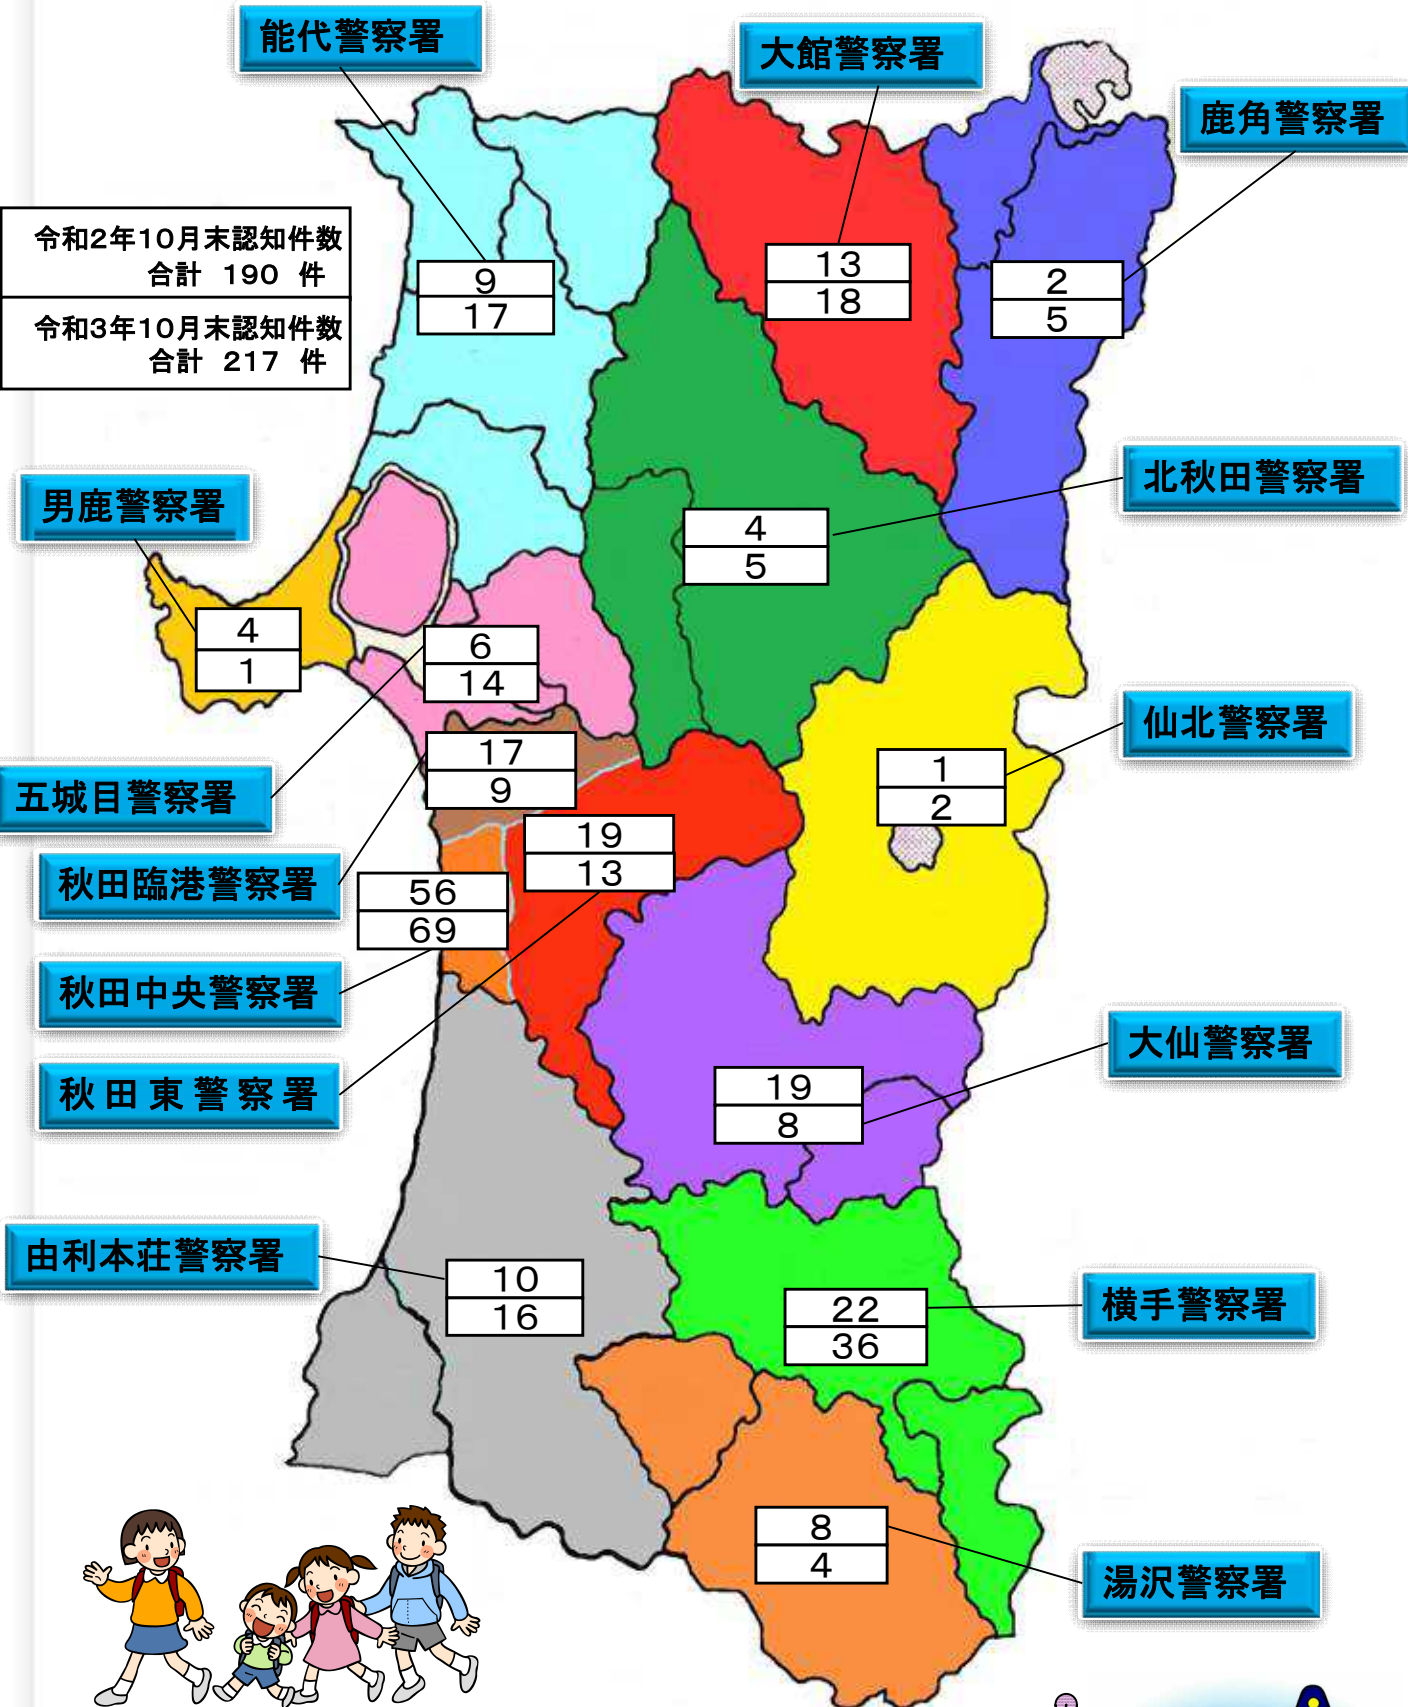 能代警察署
大館警察署
鹿角警察署
令和2年10月末認知件数
合計 190 件
令和3年10月末認知件数
合計 217 件
9
17
13
18
2
5
北秋田警察署
4
5
男鹿警察署
4
1
6
14
仙北警察署
1
2
五城目警察署
17
9
19
13
秋田臨港警察署
56
69
秋田中央警察署
大仙警察署
秋田東警察署
19
8
由利本荘警察署
10
16
横手警察署
22
36
8
4
湯沢警察署